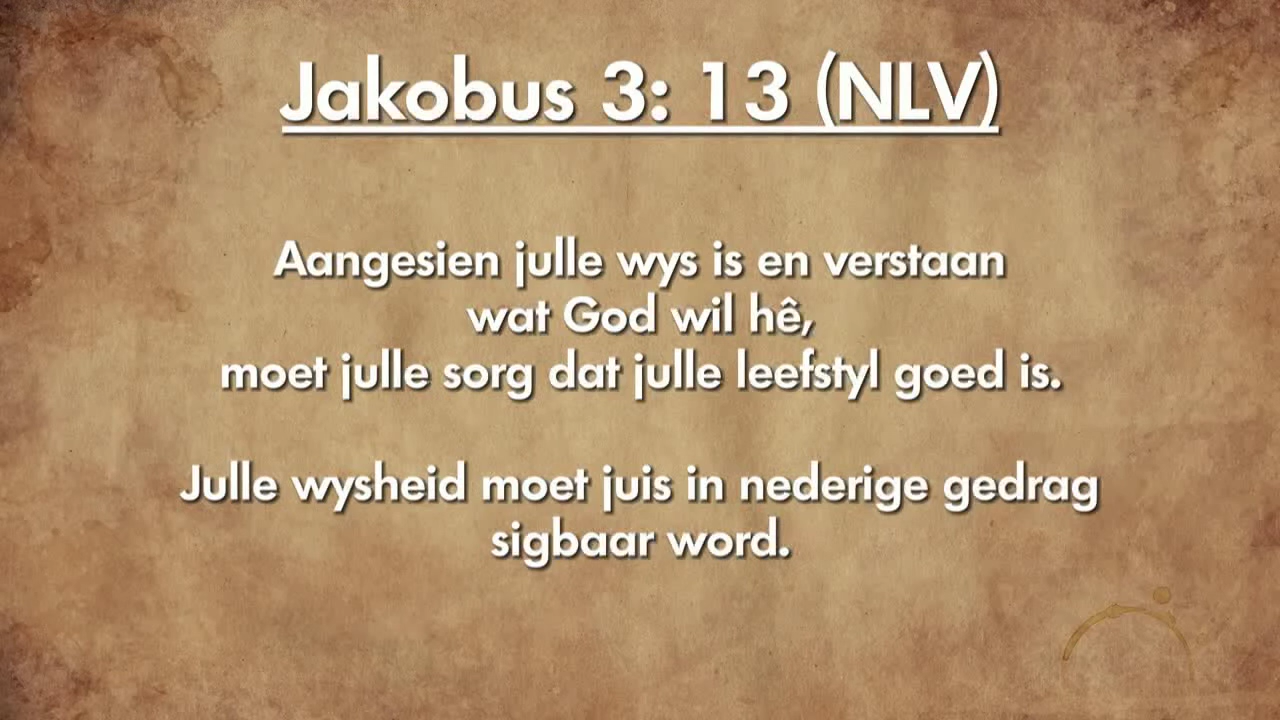 Jakobus 3: 13 (NLV)
Aangesien julle wys is en verstaan
wat God wil hê,
moet julle sorg dat julle leefstyl goed is.
Julle wysheid moet juis in nederige gedrag
sigbaar word.